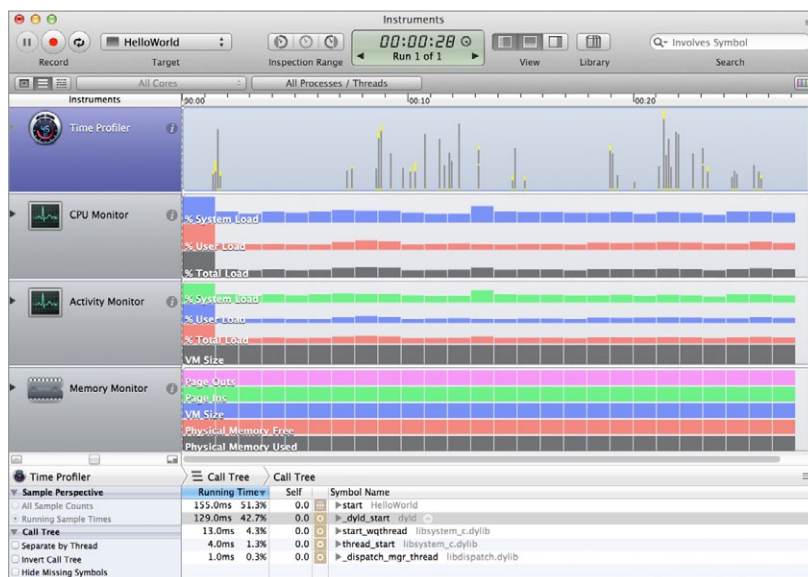 Instruments
HelloWorld
00:00:28
Run 1 of 1
Involves Symbol
Record
Target
Inspection Range
View
Library
Search
All Cores
All Processes / Threads
Instruments
00:00
00:10
00:20
Time Profiler
CPU Monitor
% System Load
% User Load
% Total Load
Activity Monitor
% System Load
% User Load
% Total Load
VM Size
Memory Monitor
Page Outs
Page Ins
VM Size
Physical Memory Free
Physical Memory Used
Time Profiler
Call Tree
Call Tree
Sample Perspective
Running Time
Self
Symbol Name
All Sample Counts
155.0ms 51.3% 0.0 start HelloWorld
Running Sample Times
129.0ms 42.7% 0.0 _dyld_start dyld
Call Tree
13.0ms 4.3% 0.0 start_wqthread libsystem_c.dylib
Separate by Thread
4.0ms 1.3% 0.0 thread_start libsystem_c.dylib
Invert Call Tree
1.0ms 0.3% 0.0 _dispatch_mgr_thread libdispatch.dylib
Hide Missing Symbols